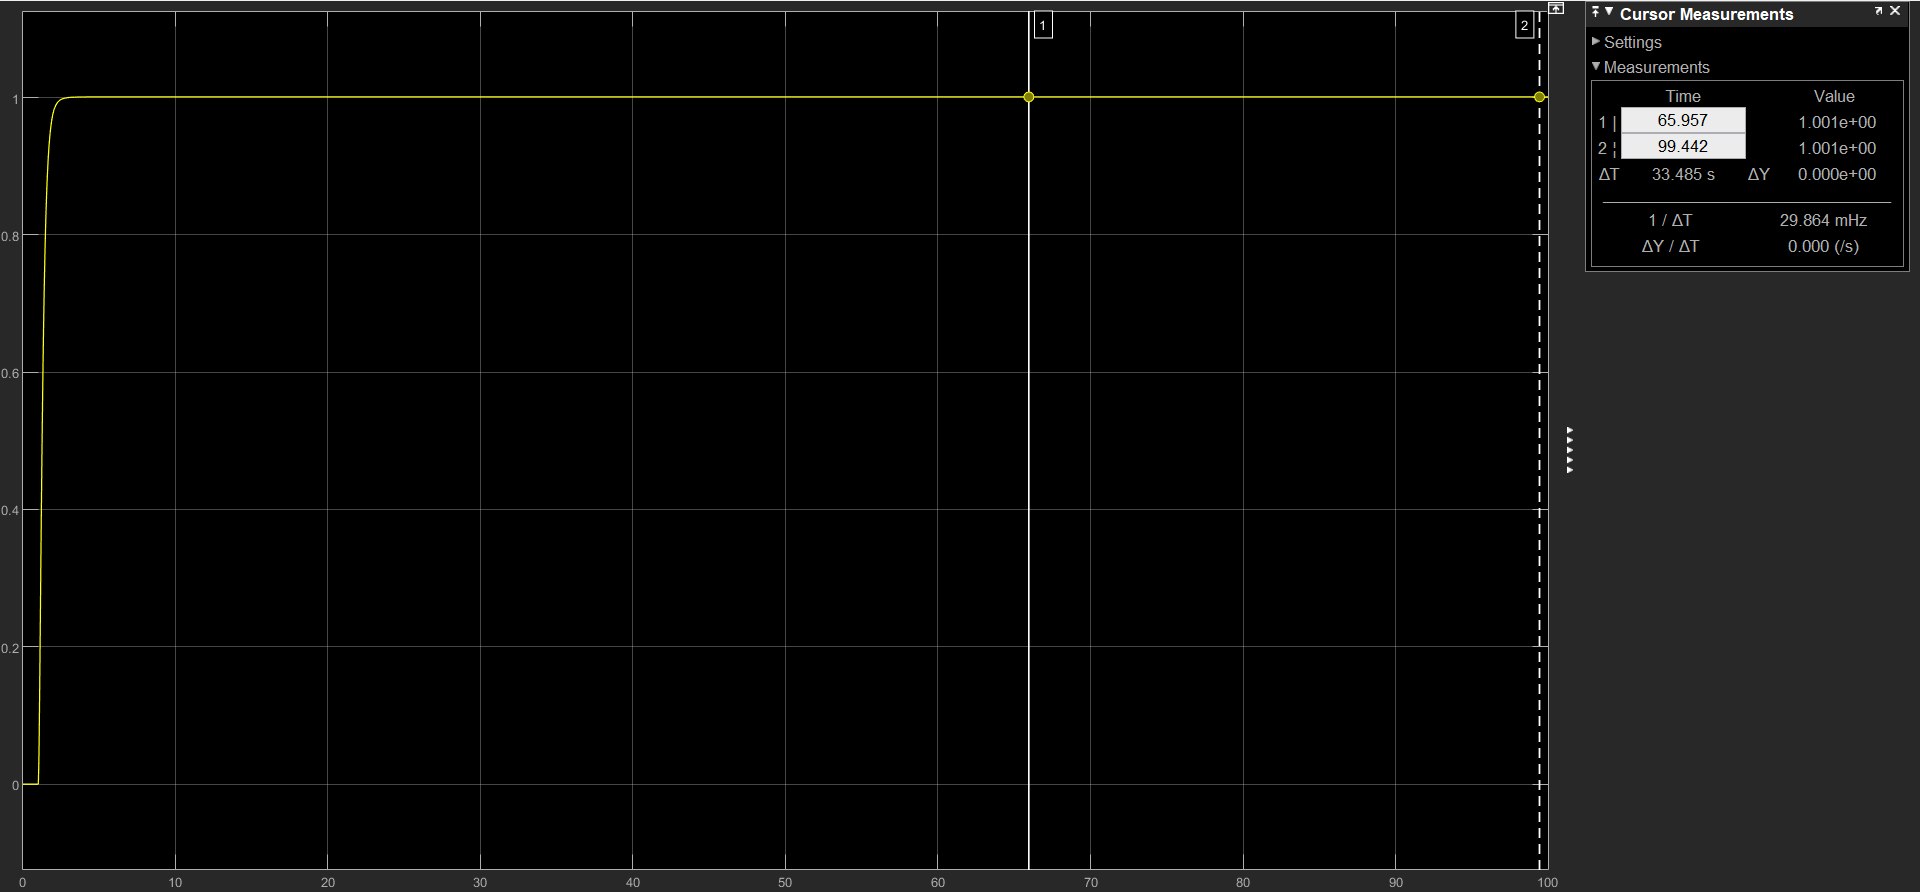 1
2
1
0.8
0.6
0.4
0.2
0
0 10 20 30 40 50 60 70 80 90 100
Cursor Measurements
Settings
Measurements
Time Value
1 | 65.957 1.001e+00
2 ¦ 99.442 1.001e+00
ΔT 33.485 s ΔY 0.000e+00
1 / ΔT 29.864 mHz
ΔY / ΔT 0.000 (/s)